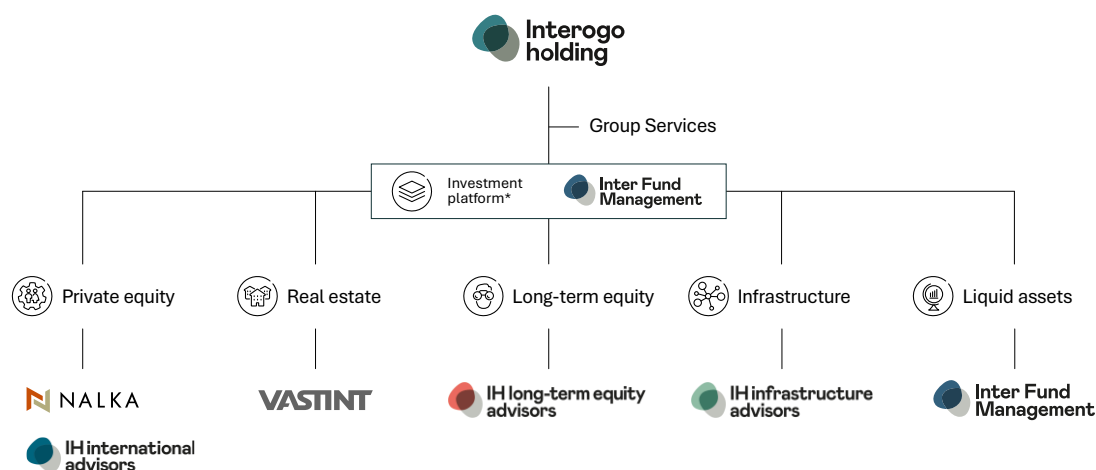 Interogo
holding
Group Services
Investment
platform*
Inter Fund
Management
Private equity
Real estate
Long-term equity
Infrastructure
Liquid assets
NALKA
VASTINT
IH long-term equity
advisors
IH infrastructure
advisors
Inter Fund
Management
IH international
advisors